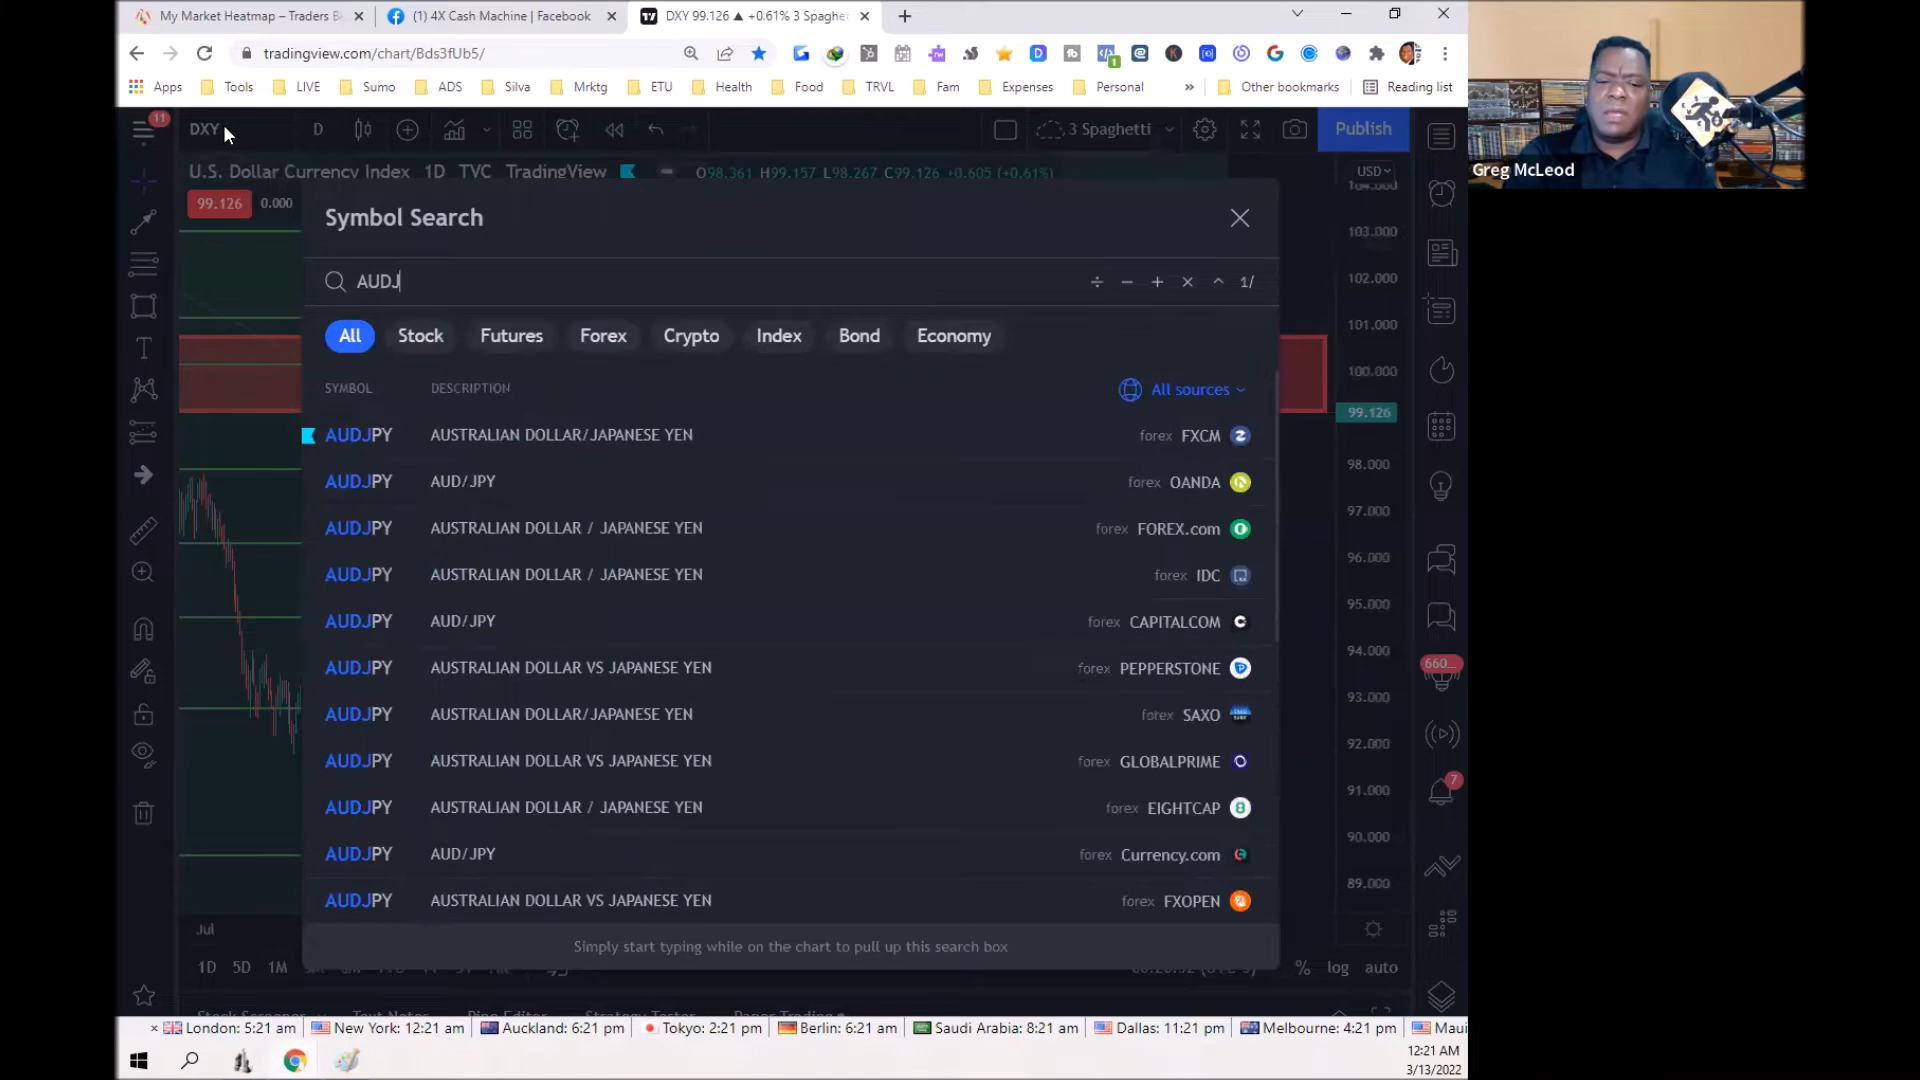 My Market Heatmap – Traders B
(1) 4X Cash Machine | Facebook
DXY 99.126 ▲ +0.61% 3 Spaghet
tradingview.com/chart/Bds3fUb5/
Apps
Tools
LIVE
Sumo
ADS
Silva
Mrktg
ETU
Health
Food
TRVL
Fam
Expenses
Personal
»
Other bookmarks
Reading list
11
DXY
D
3 Spaghetti
Publish
U.S. Dollar Currency Index 1D TVC TradingView
O98.361 H99.157 L98.267 C99.126 +0.605 (+0.61%)
USD
99.126
0.000
Symbol Search
AUDJ
1/
All
Stock
Futures
Forex
Crypto
Index
Bond
Economy
SYMBOL
DESCRIPTION
All sources
AUDJPY AUSTRALIAN DOLLAR/JAPANESE YEN forex FXCM
AUDJPY AUD/JPY forex OANDA
AUDJPY AUSTRALIAN DOLLAR / JAPANESE YEN forex FOREX.com
AUDJPY AUSTRALIAN DOLLAR / JAPANESE YEN forex IDC
AUDJPY AUD/JPY forex CAPITALCOM
AUDJPY AUSTRALIAN DOLLAR VS JAPANESE YEN forex PEPPERSTONE
AUDJPY AUSTRALIAN DOLLAR/JAPANESE YEN forex SAXO
AUDJPY AUSTRALIAN DOLLAR VS JAPANESE YEN forex GLOBALPRIME
AUDJPY AUSTRALIAN DOLLAR / JAPANESE YEN forex EIGHTCAP
AUDJPY AUD/JPY forex Currency.com
AUDJPY AUSTRALIAN DOLLAR VS JAPANESE YEN forex FXOPEN
Simply start typing while on the chart to pull up this search box
103.000
102.000
101.000
100.000
99.126
98.000
97.000
96.000
95.000
94.000
93.000
92.000
91.000
90.000
89.000
660...
7
Jul
1D 5D 1M
% log auto
London: 5:21 am
New York: 12:21 am
Auckland: 6:21 pm
Tokyo: 2:21 pm
Berlin: 6:21 am
Saudi Arabia: 8:21 am
Dallas: 11:21 pm
Melbourne: 4:21 pm
Maui
12:21 AM
3/13/2022
Greg McLeod